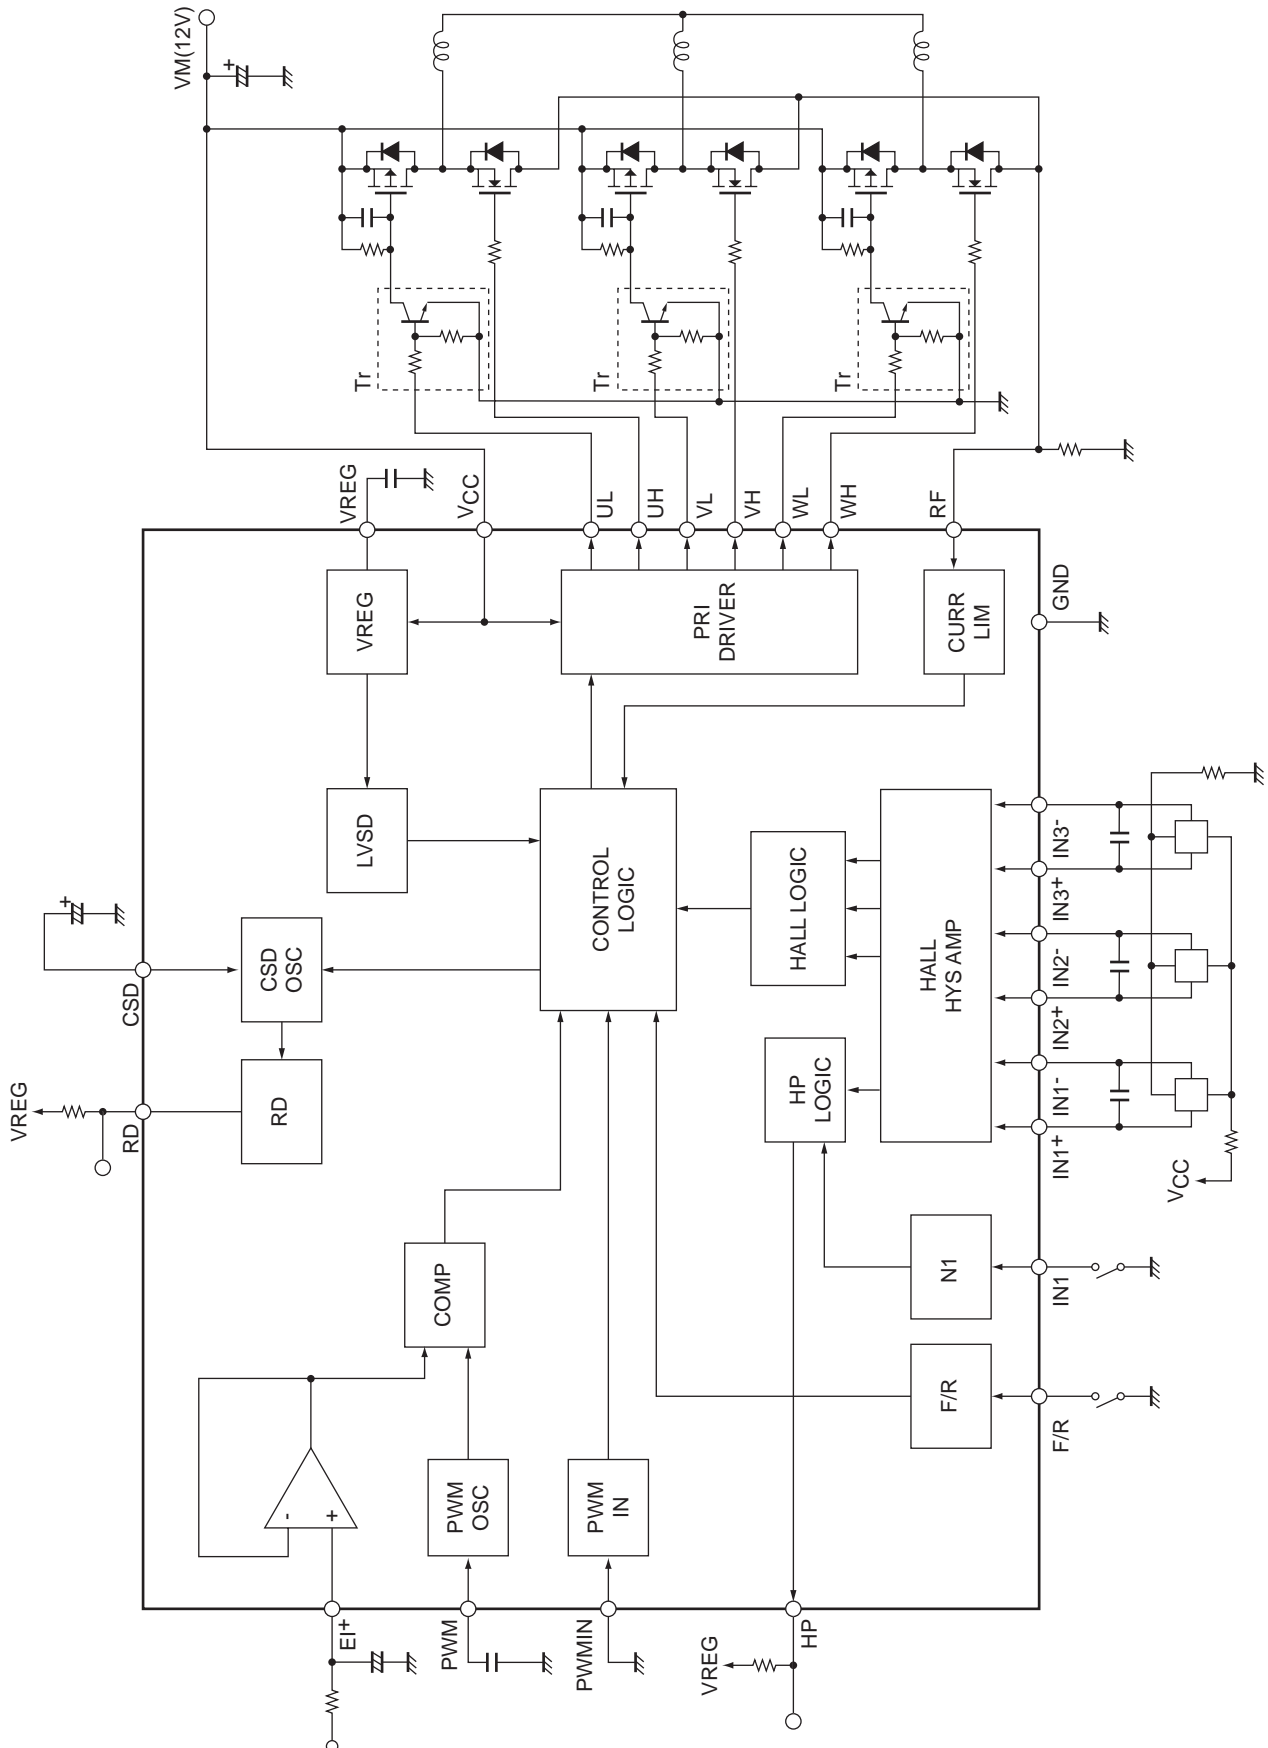 VM(12V)
+
Tr
Tr
Tr
VREG
VCC
UL
UH
VL
VH
WL
WH
RF
VREG
PRI
DRIVER
CURR
LIM
GND
LVSD
+
CSD
CSD
OSC
CONTROL
LOGIC
HALL LOGIC
HALL
HYS AMP
IN3-
IN3+
IN2-
IN2+
IN1-
IN1+
VCC
VREG
RD
RD
HP
LOGIC
COMP
N1
IN1
F/R
F/R
-
+
PWM
OSC
PWM
IN
EI+
PWM
PWMIN
HP
VREG